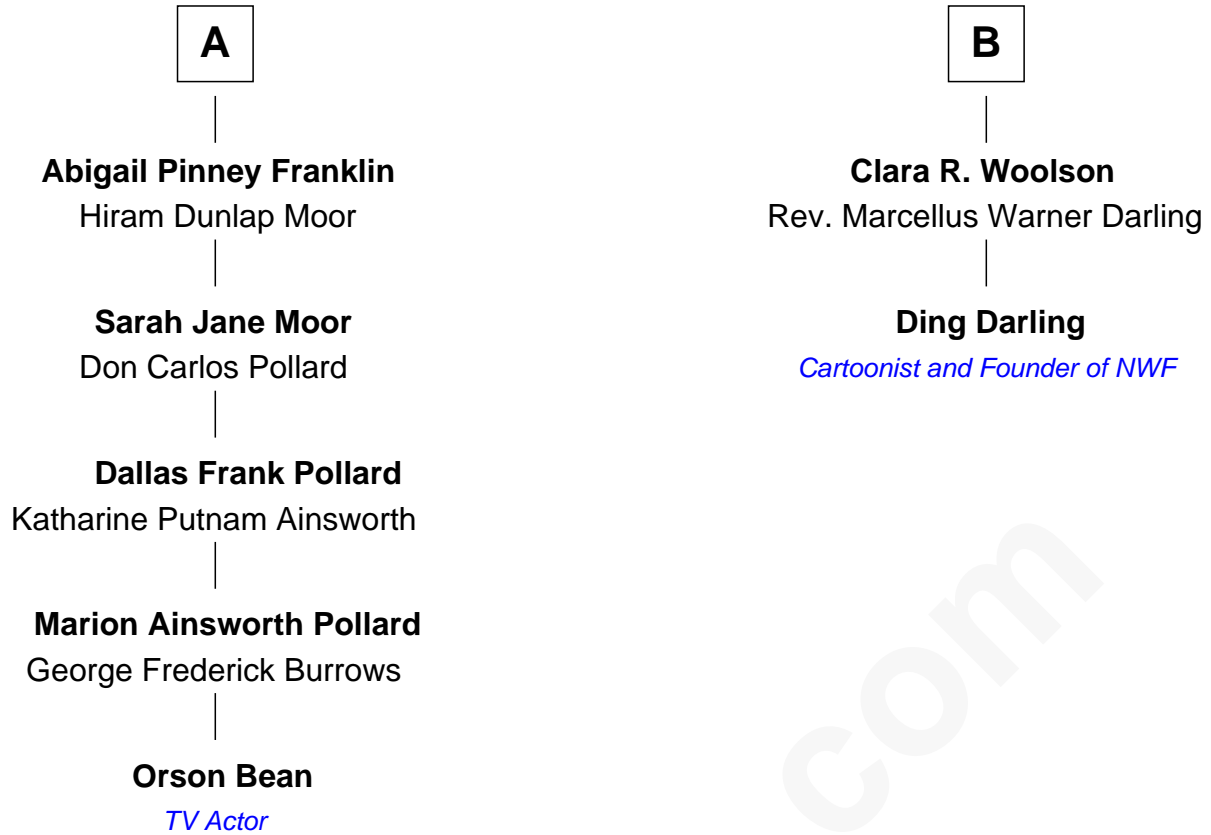 A
Abigail Pinney Franklin
Hiram Dunlap Moor
Sarah Jane Moor
Don Carlos Pollard
Dallas Frank Pollard
Katharine Putnam Ainsworth
Marion Ainsworth Pollard
George Frederick Burrows
Orson Bean
TV Actor
B
Clara R. Woolson
Rev. Marcellus Warner Darling
Ding Darling
Cartoonist and Founder of NWF
com